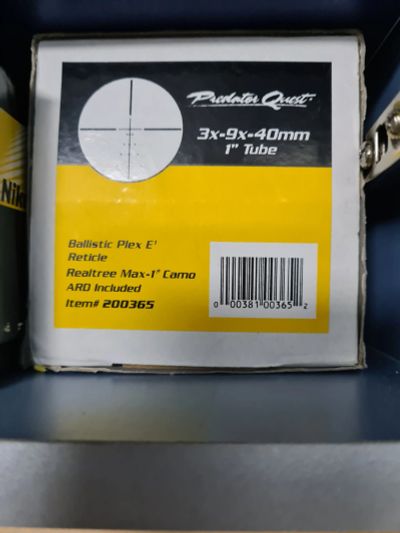 Predator Quest.
3x-9x-40mm
1" Tube
Ballistic Plex E¹
Reticle
Realtree Max-1® Camo
ARD Included
Item# 200365
0 00381 00365 2
Nik